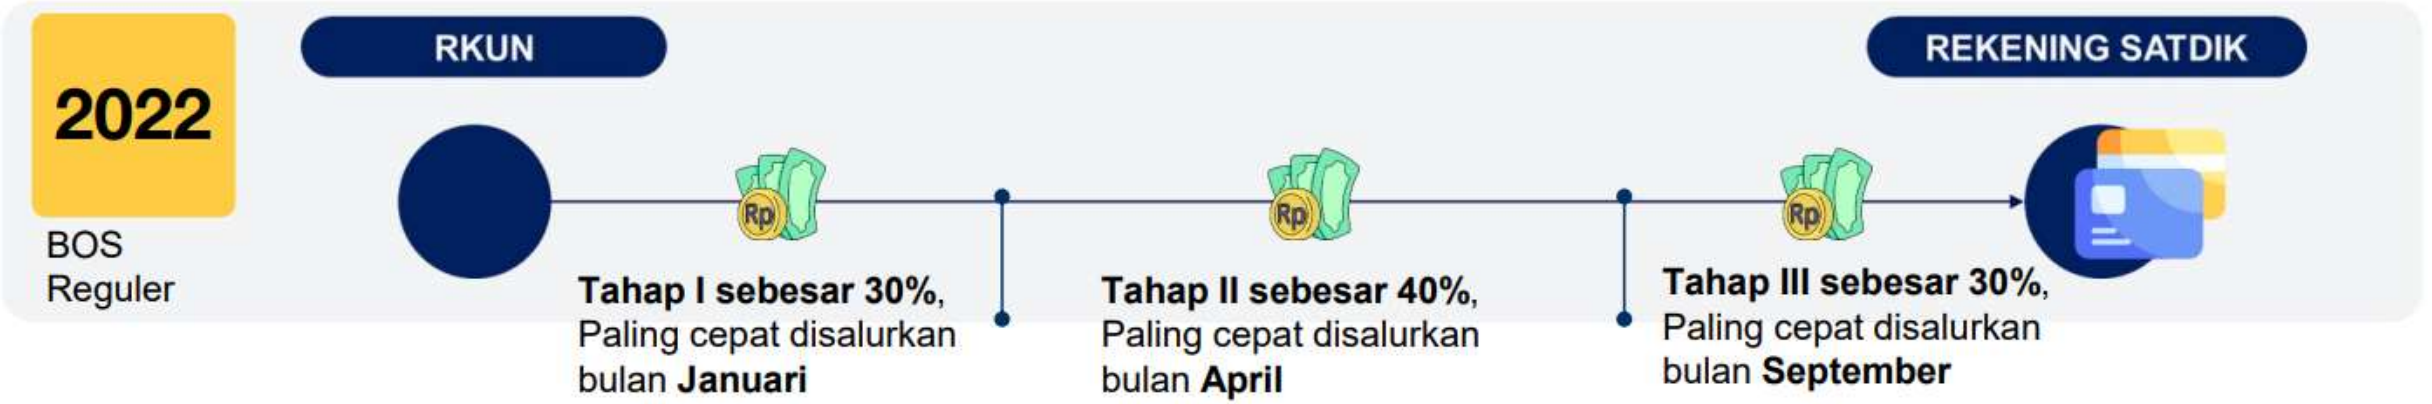 2022
BOS
Reguler
RKUN
REKENING SATDIK
Rp
Rp
Rp
Tahap I sebesar 30%,
Paling cepat disalurkan
bulan Januari
Tahap II sebesar 40%,
Paling cepat disalurkan
bulan April
Tahap III sebesar 30%,
Paling cepat disalurkan
bulan September